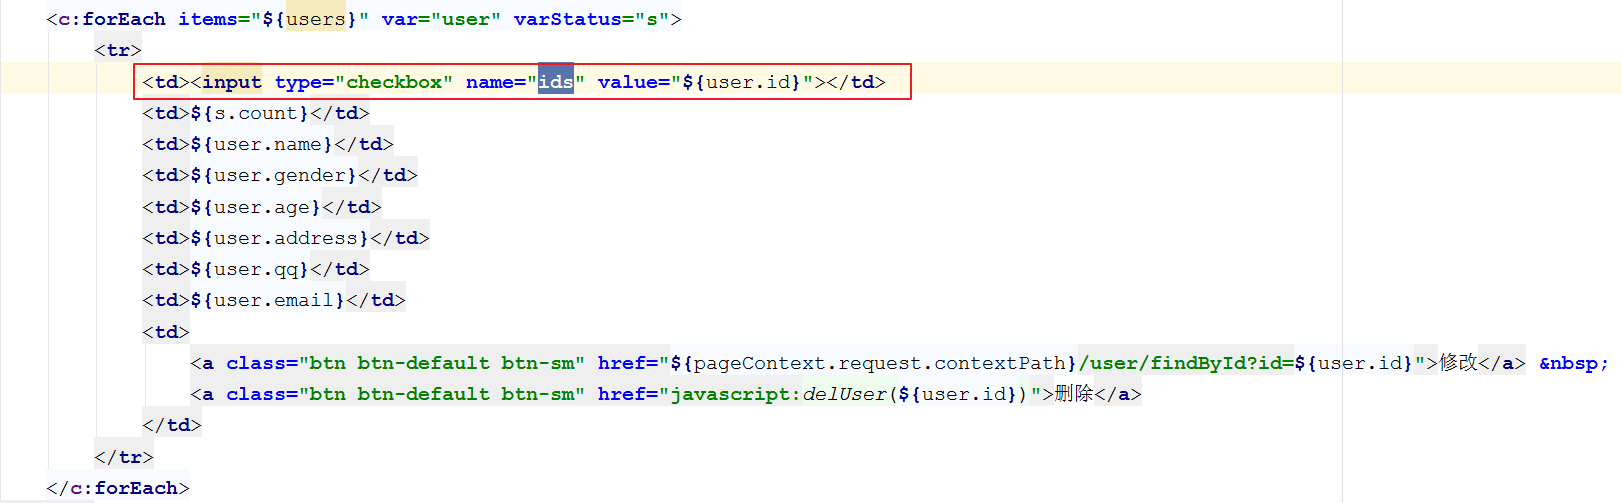 <c:forEach items="${users}" var="user" varStatus="s">
<tr>
<td><input type="checkbox" name="ids" value="${user.id}"></td>
<td>${s.count}</td>
<td>${user.name}</td>
<td>${user.gender}</td>
<td>${user.age}</td>
<td>${user.address}</td>
<td>${user.qq}</td>
<td>${user.email}</td>
<td>
<a class="btn btn-default btn-sm" href="${pageContext.request.contextPath}/user/findById?id=${user.id}">修改</a> &nbsp;
<a class="btn btn-default btn-sm" href="javascript:delUser(${user.id})">删除</a>
</td>
</tr>
</c:forEach>